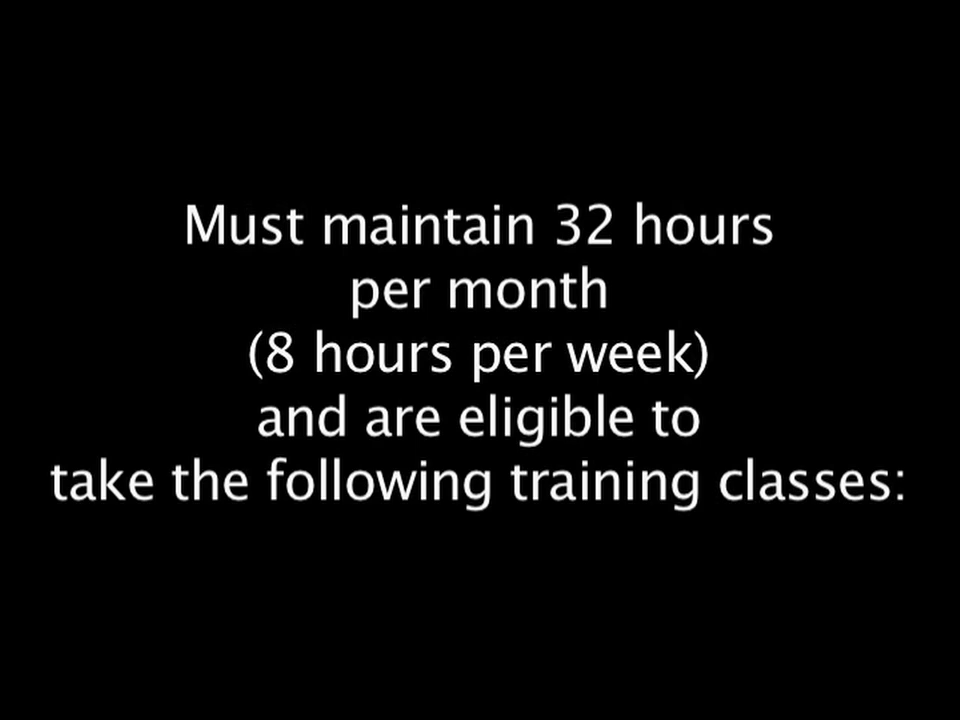 Must maintain 32 hours
per month
(8 hours per week)
and are eligible to
take the following training classes: